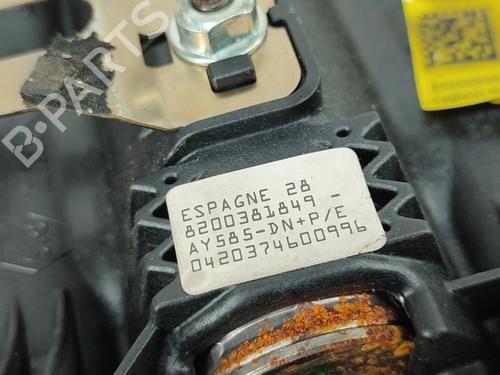 B-PARTS
ESPAGNE 28
8200381849 -
AY585-DN+P/E
0420374600996